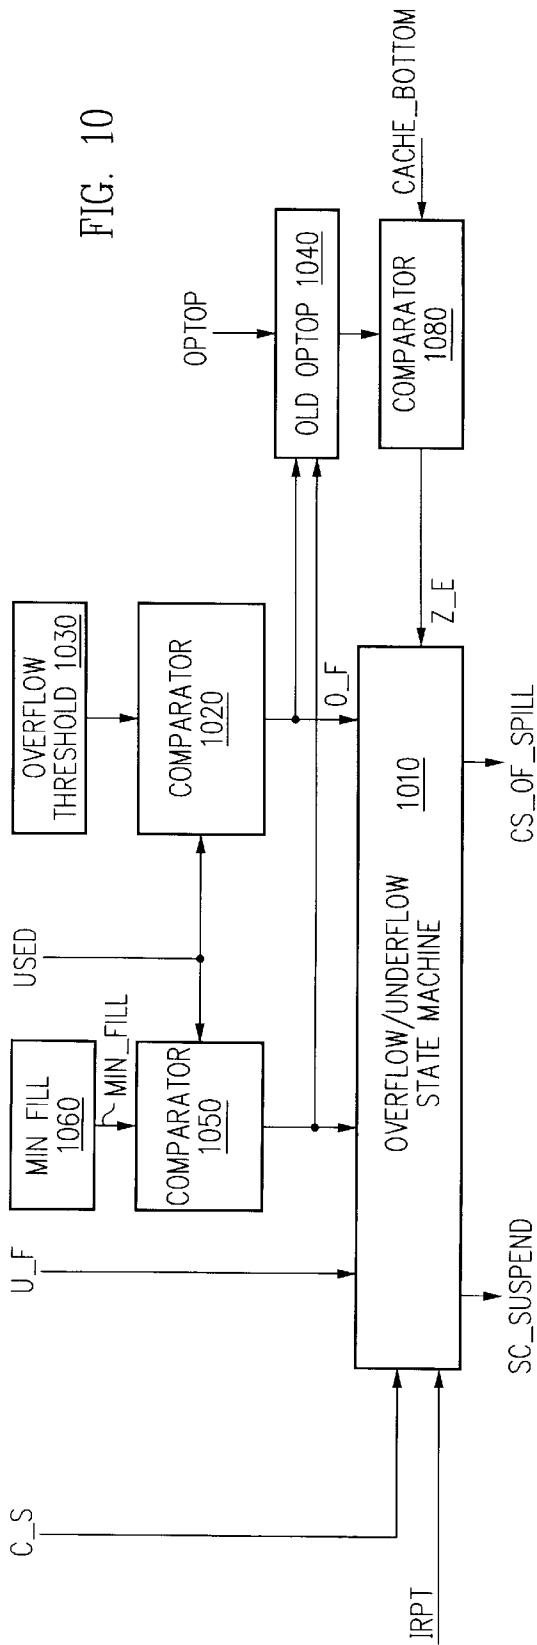 FIG. 10
C_S
U_F
MIN FILL
1060
MIN_FILL
USED
OVERFLOW
THRESHOLD 1030
COMPARATOR
1050
COMPARATOR
1020
OPTOP
OLD OPTOP 1040
O_F
IRPT
OVERFLOW/UNDERFLOW
STATE MACHINE
1010
Z_E
COMPARATOR
1080
CACHE_BOTTOM
SC_SUSPEND
CS_OF_SPILL